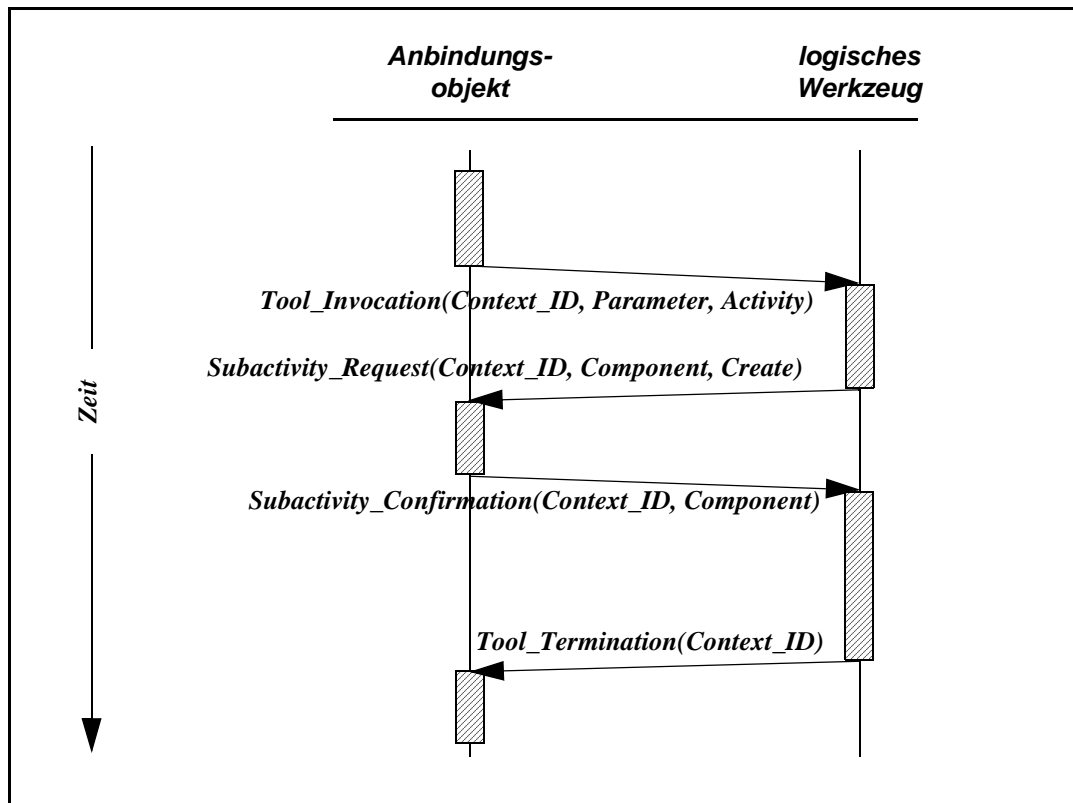 Anbindungs-
objekt
logisches
Werkzeug
Tool_Invocation(Context_ID, Parameter, Activity)
Subactivity_Request(Context_ID, Component, Create)
Zeit
Subactivity_Confirmation(Context_ID, Component)
Tool_Termination(Context_ID)